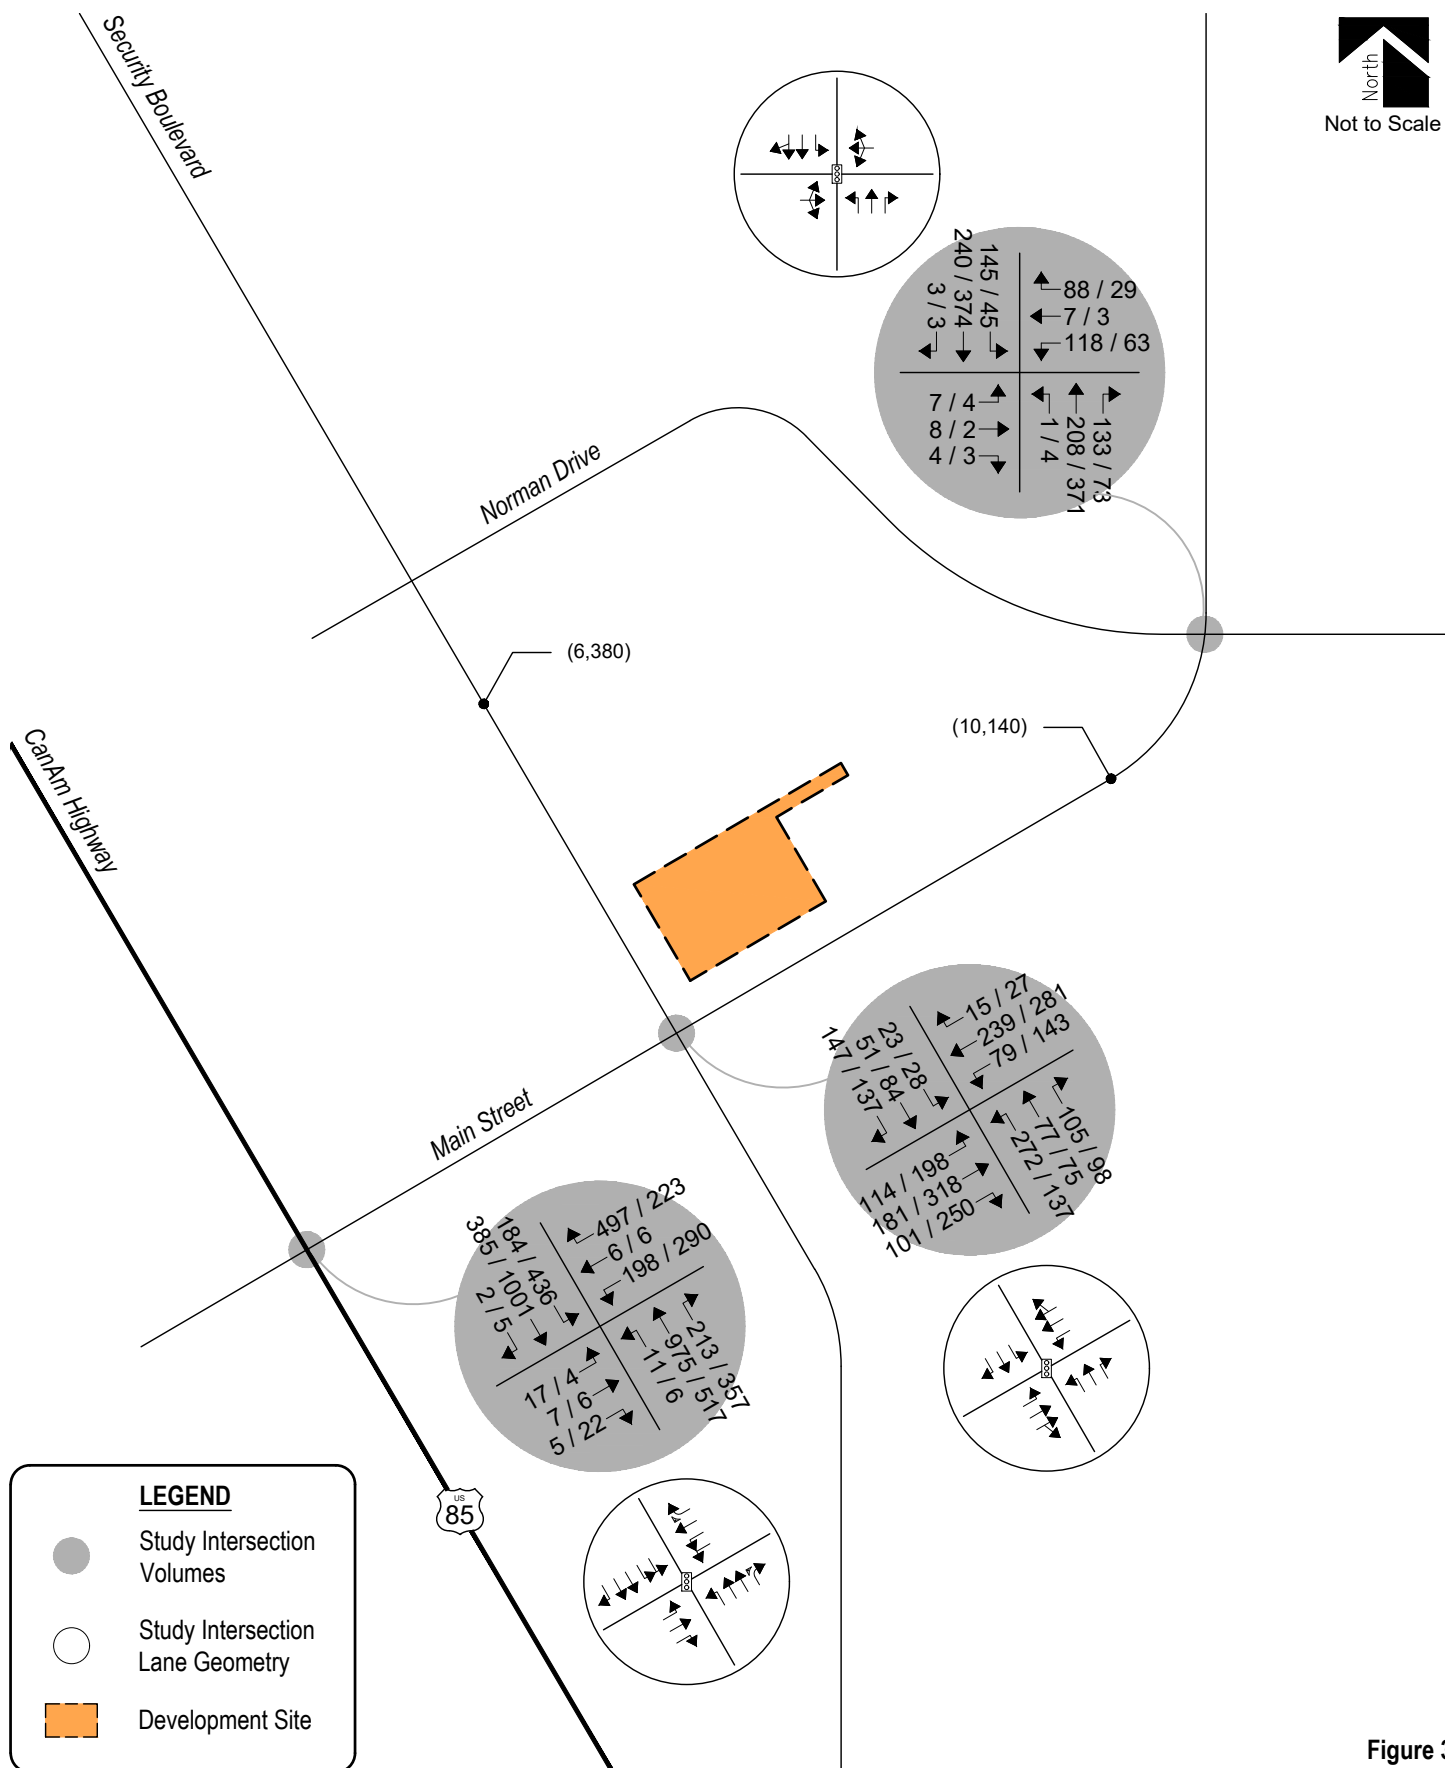 Security Boulevard
North
Not to Scale
145 / 45
240 / 374
3 / 3
88 / 29
7 / 3
118 / 63
7 / 4
8 / 2
4 / 3
133 / 73
208 / 371
1 / 4
Norman Drive
(6,380)
(10,140)
CanAm Highway
Main Street
23 / 28
51 / 84
147 / 137
15 / 27
239 / 281
79 / 143
114 / 198
181 / 318
101 / 250
105 / 98
77 / 75
272 / 137
184 / 436
385 / 1001
2 / 5
497 / 223
6 / 6
198 / 290
17 / 4
7 / 6
5 / 22
213 / 357
975 / 517
11 / 6
US
85
LEGEND
Study Intersection
Volumes
Study Intersection
Lane Geometry
Development Site
Figure 3